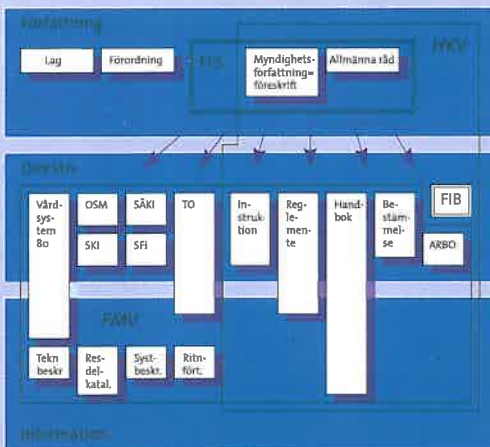 Författning
HKV
Lag
Förordning
FFS
Myndighets-
författning=
föreskrift
Allmänna råd
Direktiv
Vård-
sys-
tem
80
OSM
SÄKI
TO
In-
struk-
tion
Reg-
le-
men-
te
Hand-
bok
Be-
stäm-
mel-
se
FIB
SKI
SFI
ARBO
FMV
Tekn
beskr
Res-
del-
katal.
Syst-
beskr.
Ritn-
fört.
Information